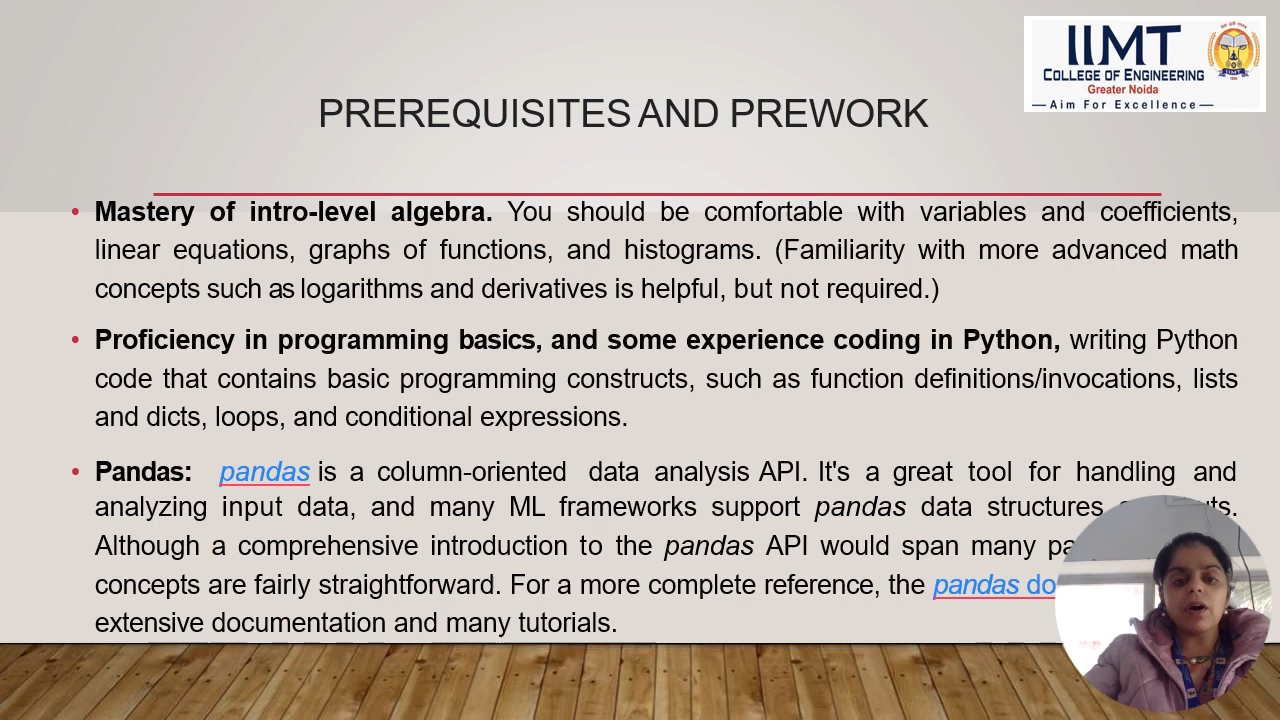 IIMT
COLLEGE OF ENGINEERING
Greater Noida
Aim For Excellence
PREREQUISITES AND PREWORK
• Mastery of intro-level algebra. You should be comfortable with variables and coefficients,
linear equations, graphs of functions, and histograms. (Familiarity with more advanced math
concepts such as logarithms and derivatives is helpful, but not required.)
• Proficiency in programming basics, and some experience coding in Python, writing Python
code that contains basic programming constructs, such as function definitions/invocations, lists
and dicts, loops, and conditional expressions.
• Pandas: pandas is a column-oriented data analysis API. It's a great tool for handling and
analyzing input data, and many ML frameworks support pandas data structures
Although a comprehensive introduction to the pandas API would span many
concepts are fairly straightforward. For a more complete reference, the pandas
extensive documentation and many tutorials.